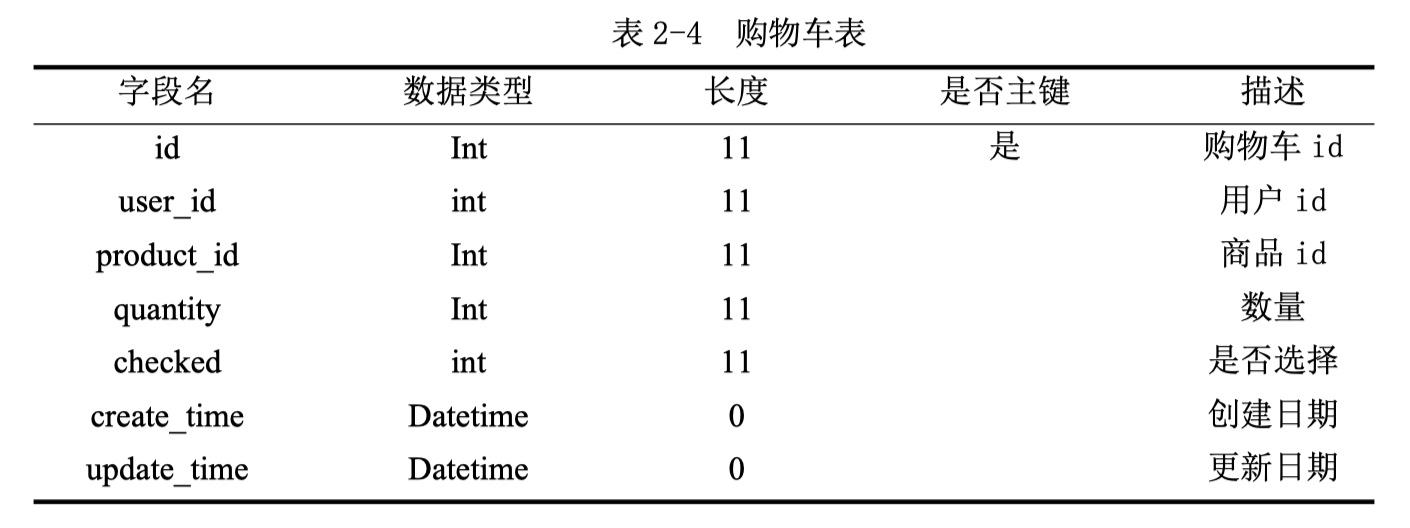 表 2-4 购物车表
字段名 数据类型 长度 是否主键 描述
id Int 11 是 购物车 id
user_id int 11 用户 id
product_id Int 11 商品 id
quantity Int 11 数量
checked int 11 是否选择
create_time Datetime 0 创建日期
update_time Datetime 0 更新日期